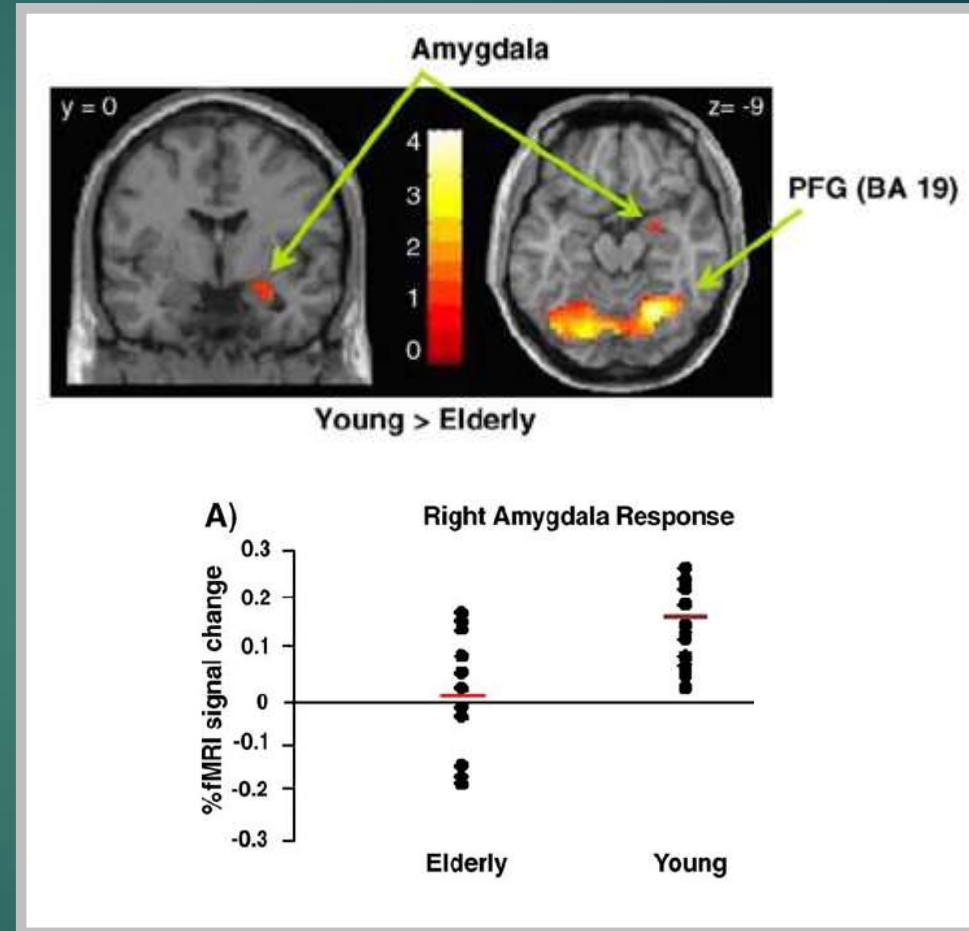 Amygdala
y = 0
z= -9
4
3
2
1
0
PFG (BA 19)
Young > Elderly
A)
Right Amygdala Response
%fMRI signal change
0.3
0.2
0.1
0
-0.1
-0.2
-0.3
Elderly
Young